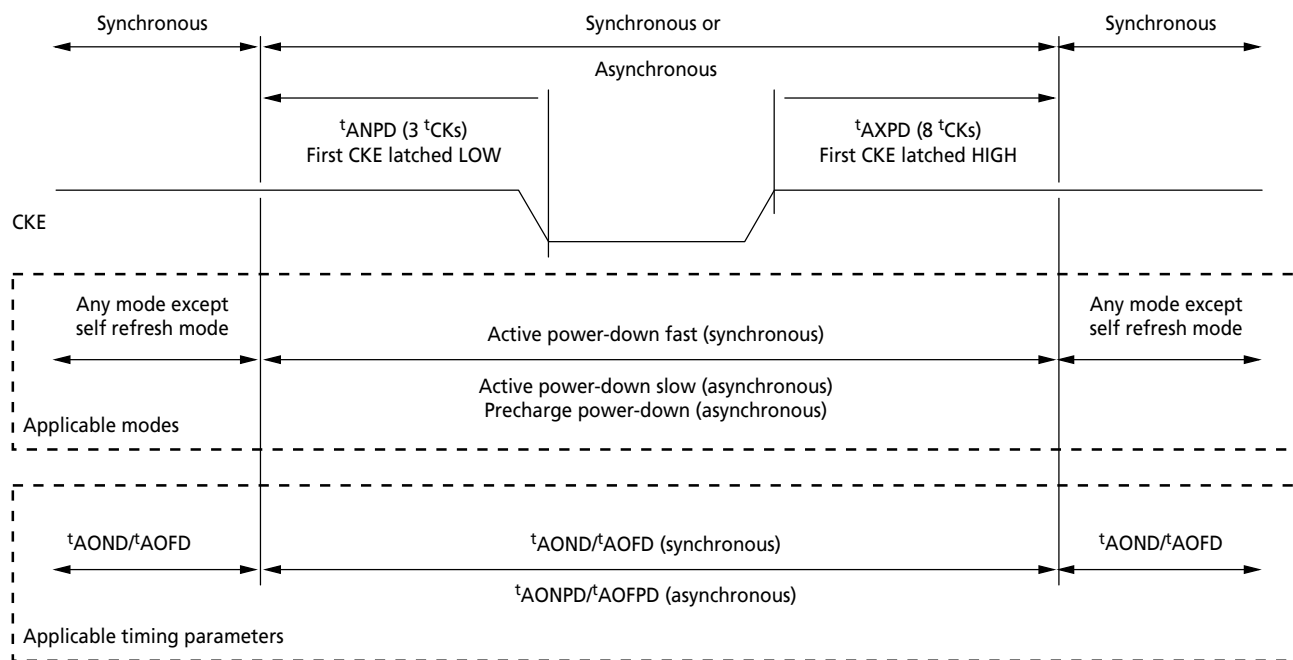 Synchronous
Synchronous or
Synchronous
Asynchronous
tANPD (3 tCKs)
First CKE latched LOW
tAXPD (8 tCKs)
First CKE latched HIGH
CKE
Any mode except
self refresh mode
Active power-down fast (synchronous)
Any mode except
self refresh mode
Active power-down slow (asynchronous)
Precharge power-down (asynchronous)
Applicable modes
tAOND/tAOFD
tAOND/tAOFD (synchronous)
tAOND/tAOFD
tAONPD/tAOFPD (asynchronous)
Applicable timing parameters